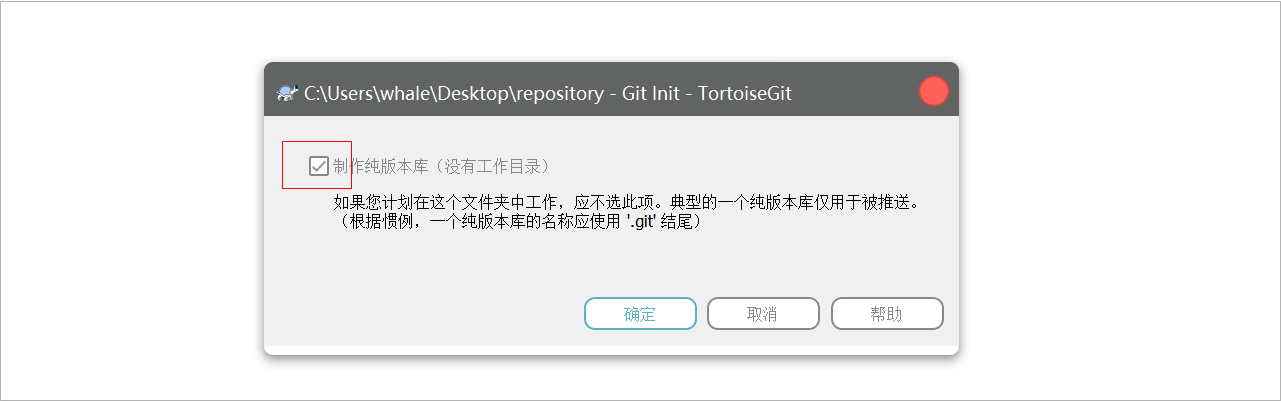 C:\Users\whale\Desktop\repository - Git Init - TortoiseGit
制作纯版本库（没有工作目录）
如果您计划在这个文件夹中工作，应不选此项。典型的一个纯版本库仅用于被推送。
（根据惯例，一个纯版本库的名称应使用 '.git' 结尾）
确定 取消 帮助